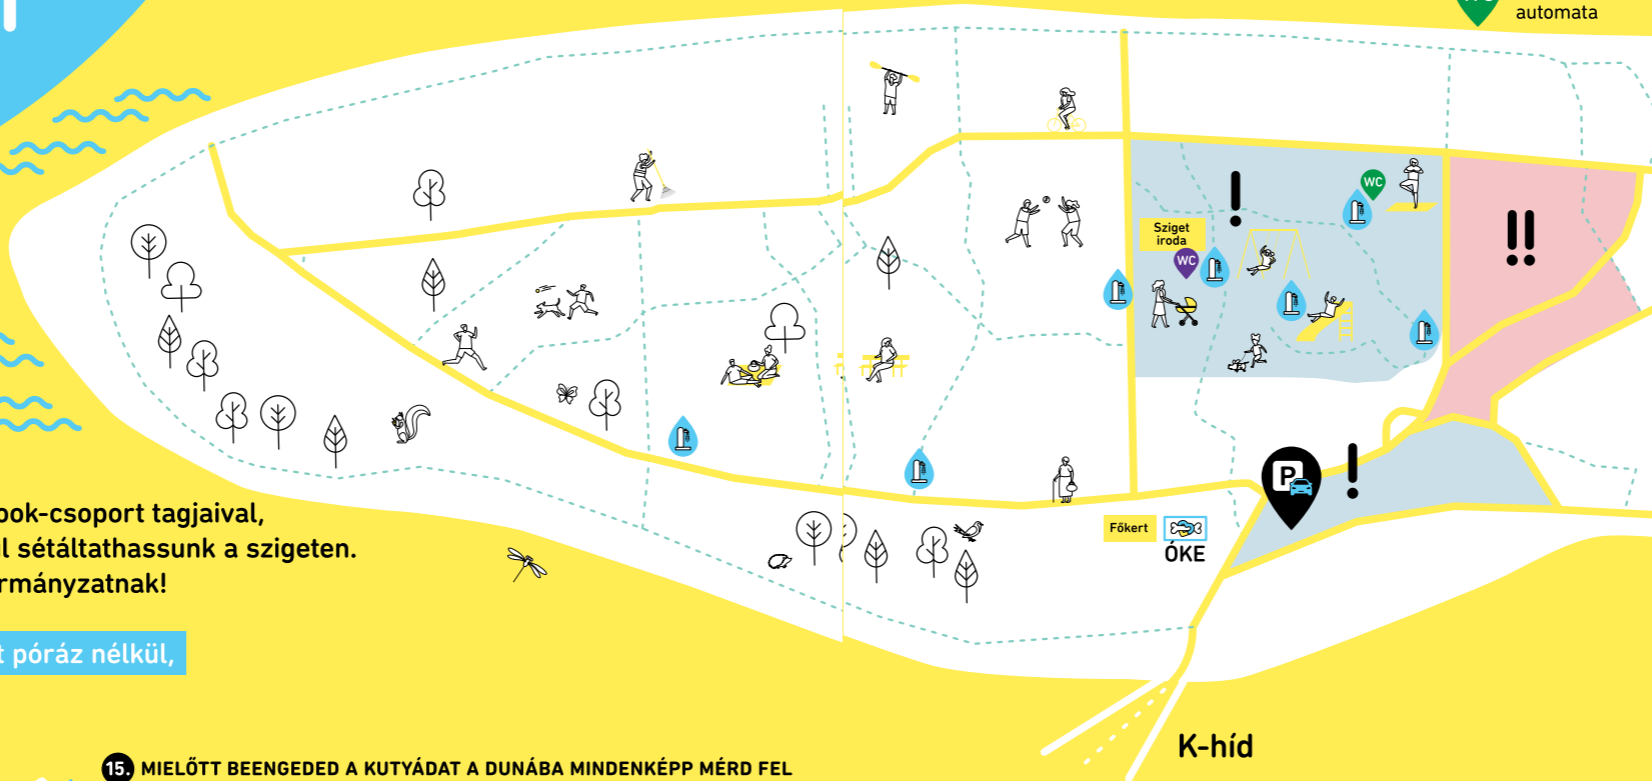 automata
!
!!
WC
Sziget
iroda
WC
P
!
Főkert
ÓKE
ook-csoport tagjaival,
l sétáltathassunk a szigeten.
rmányzatnak!
t póráz nélkül,
K-híd
15. MIELŐTT BEENGEDED A KUTYÁDAT A DUNÁBA MINDENKÉPP MÉRD FEL